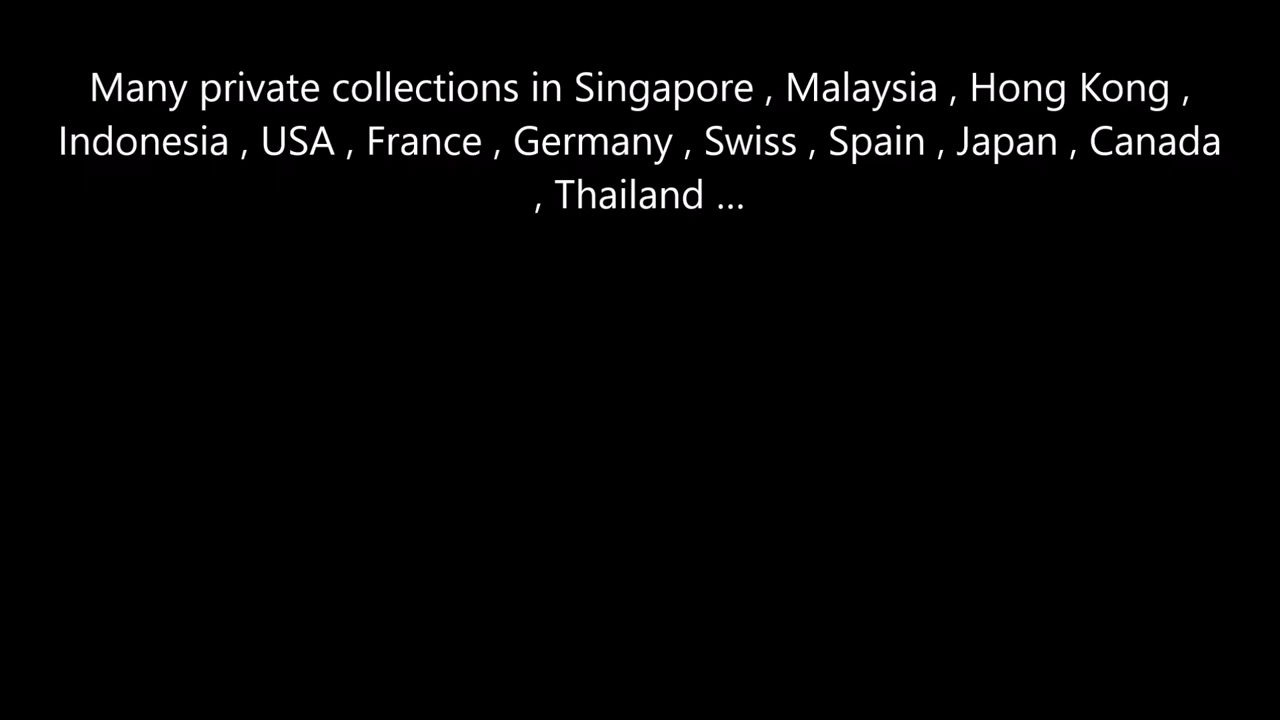 Many private collections in Singapore , Malaysia , Hong Kong ,
Indonesia , USA , France , Germany , Swiss , Spain , Japan , Canada
, Thailand ...